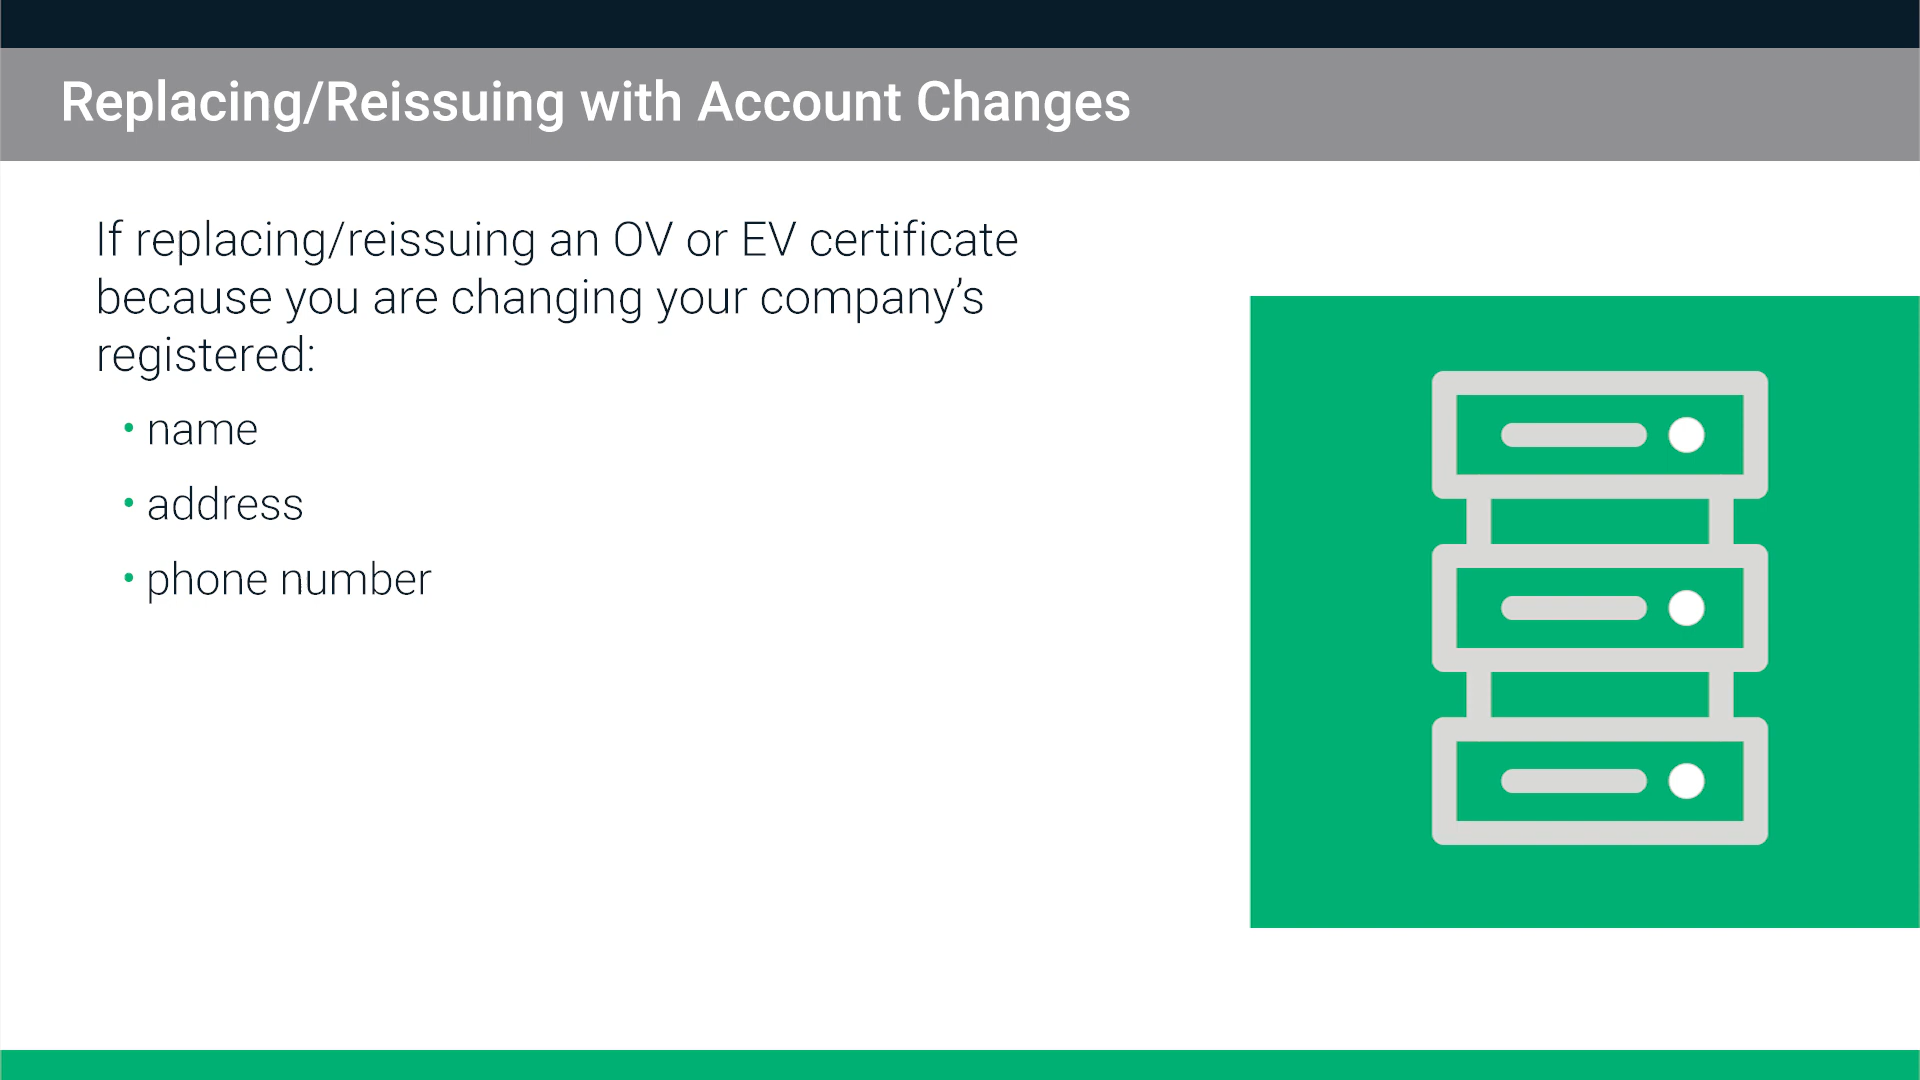 Replacing/Reissuing with Account Changes
If replacing/reissuing an OV or EV certificate
because you are changing your company’s
registered:
• name
• address
• phone number